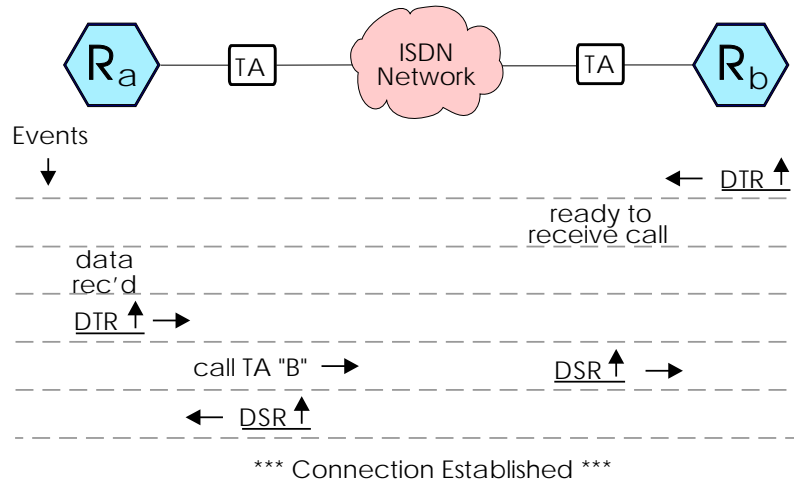 Ra TA ISDN Network TA Rb
Events
DTR
ready to
receive call
data
rec'd
DTR
call TA "B" DSR
DSR
*** Connection Established ***